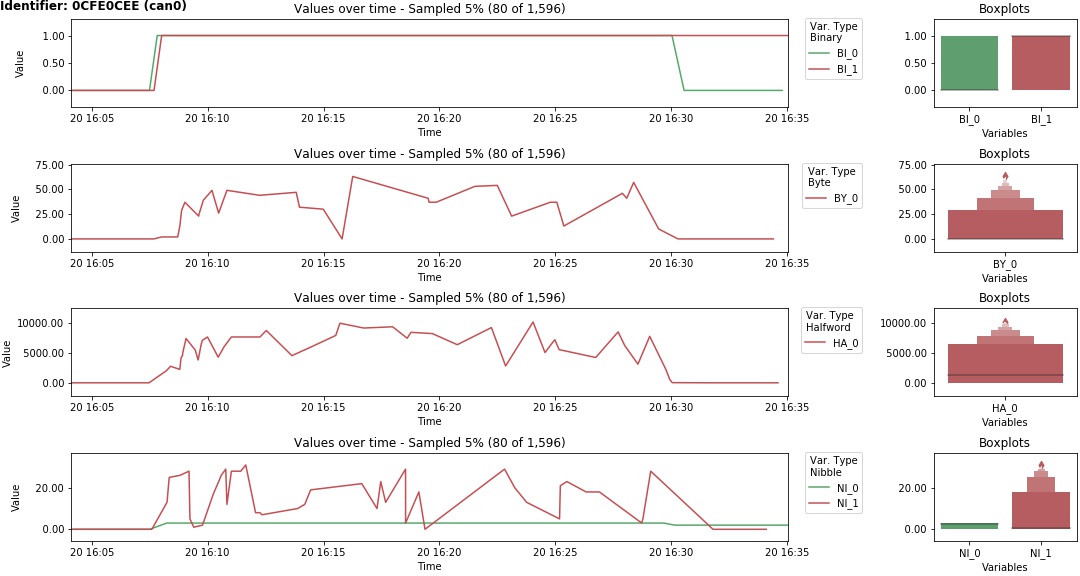 Identifier: 0CFE0CEE (can0)
Values over time - Sampled 5% (80 of 1,596)
Boxplots
Value
1.00
0.50
0.00
20 16:05
20 16:10
20 16:15
20 16:20
20 16:25
20 16:30
20 16:35
Time
Var. Type
Binary
BI_0
BI_1
1.00
0.50
0.00
BI_0
BI_1
Variables
Values over time - Sampled 5% (80 of 1,596)
Boxplots
Value
75.00
50.00
25.00
0.00
20 16:05
20 16:10
20 16:15
20 16:20
20 16:25
20 16:30
20 16:35
Time
Var. Type
Byte
BY_0
75.00
50.00
25.00
0.00
BY_0
Variables
Values over time - Sampled 5% (80 of 1,596)
Boxplots
Value
10000.00
5000.00
0.00
20 16:05
20 16:10
20 16:15
20 16:20
20 16:25
20 16:30
20 16:35
Time
Var. Type
Halfword
HA_0
10000.00
5000.00
0.00
HA_0
Variables
Values over time - Sampled 5% (80 of 1,596)
Boxplots
Value
20.00
0.00
20 16:05
20 16:10
20 16:15
20 16:20
20 16:25
20 16:30
20 16:35
Time
Var. Type
Nibble
NI_0
NI_1
20.00
0.00
NI_0
NI_1
Variables